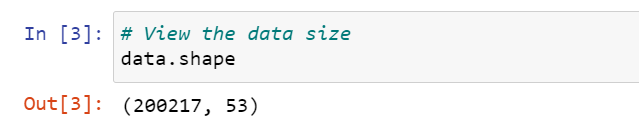 In [3]: # View the data size
data.shape
Out[3]: (200217, 53)